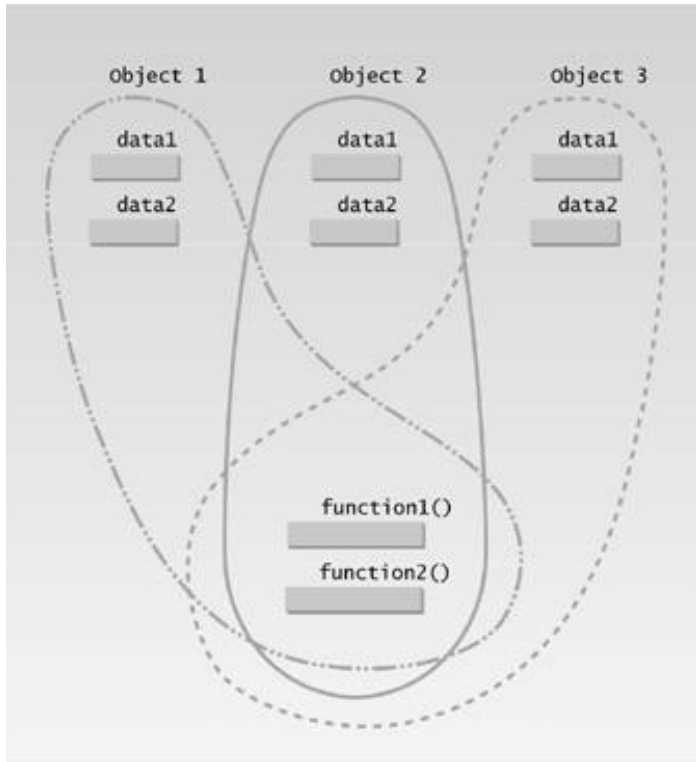 Object 1 Object 2 Object 3
data1 data1 data1
data2 data2 data2
function1()
function2()